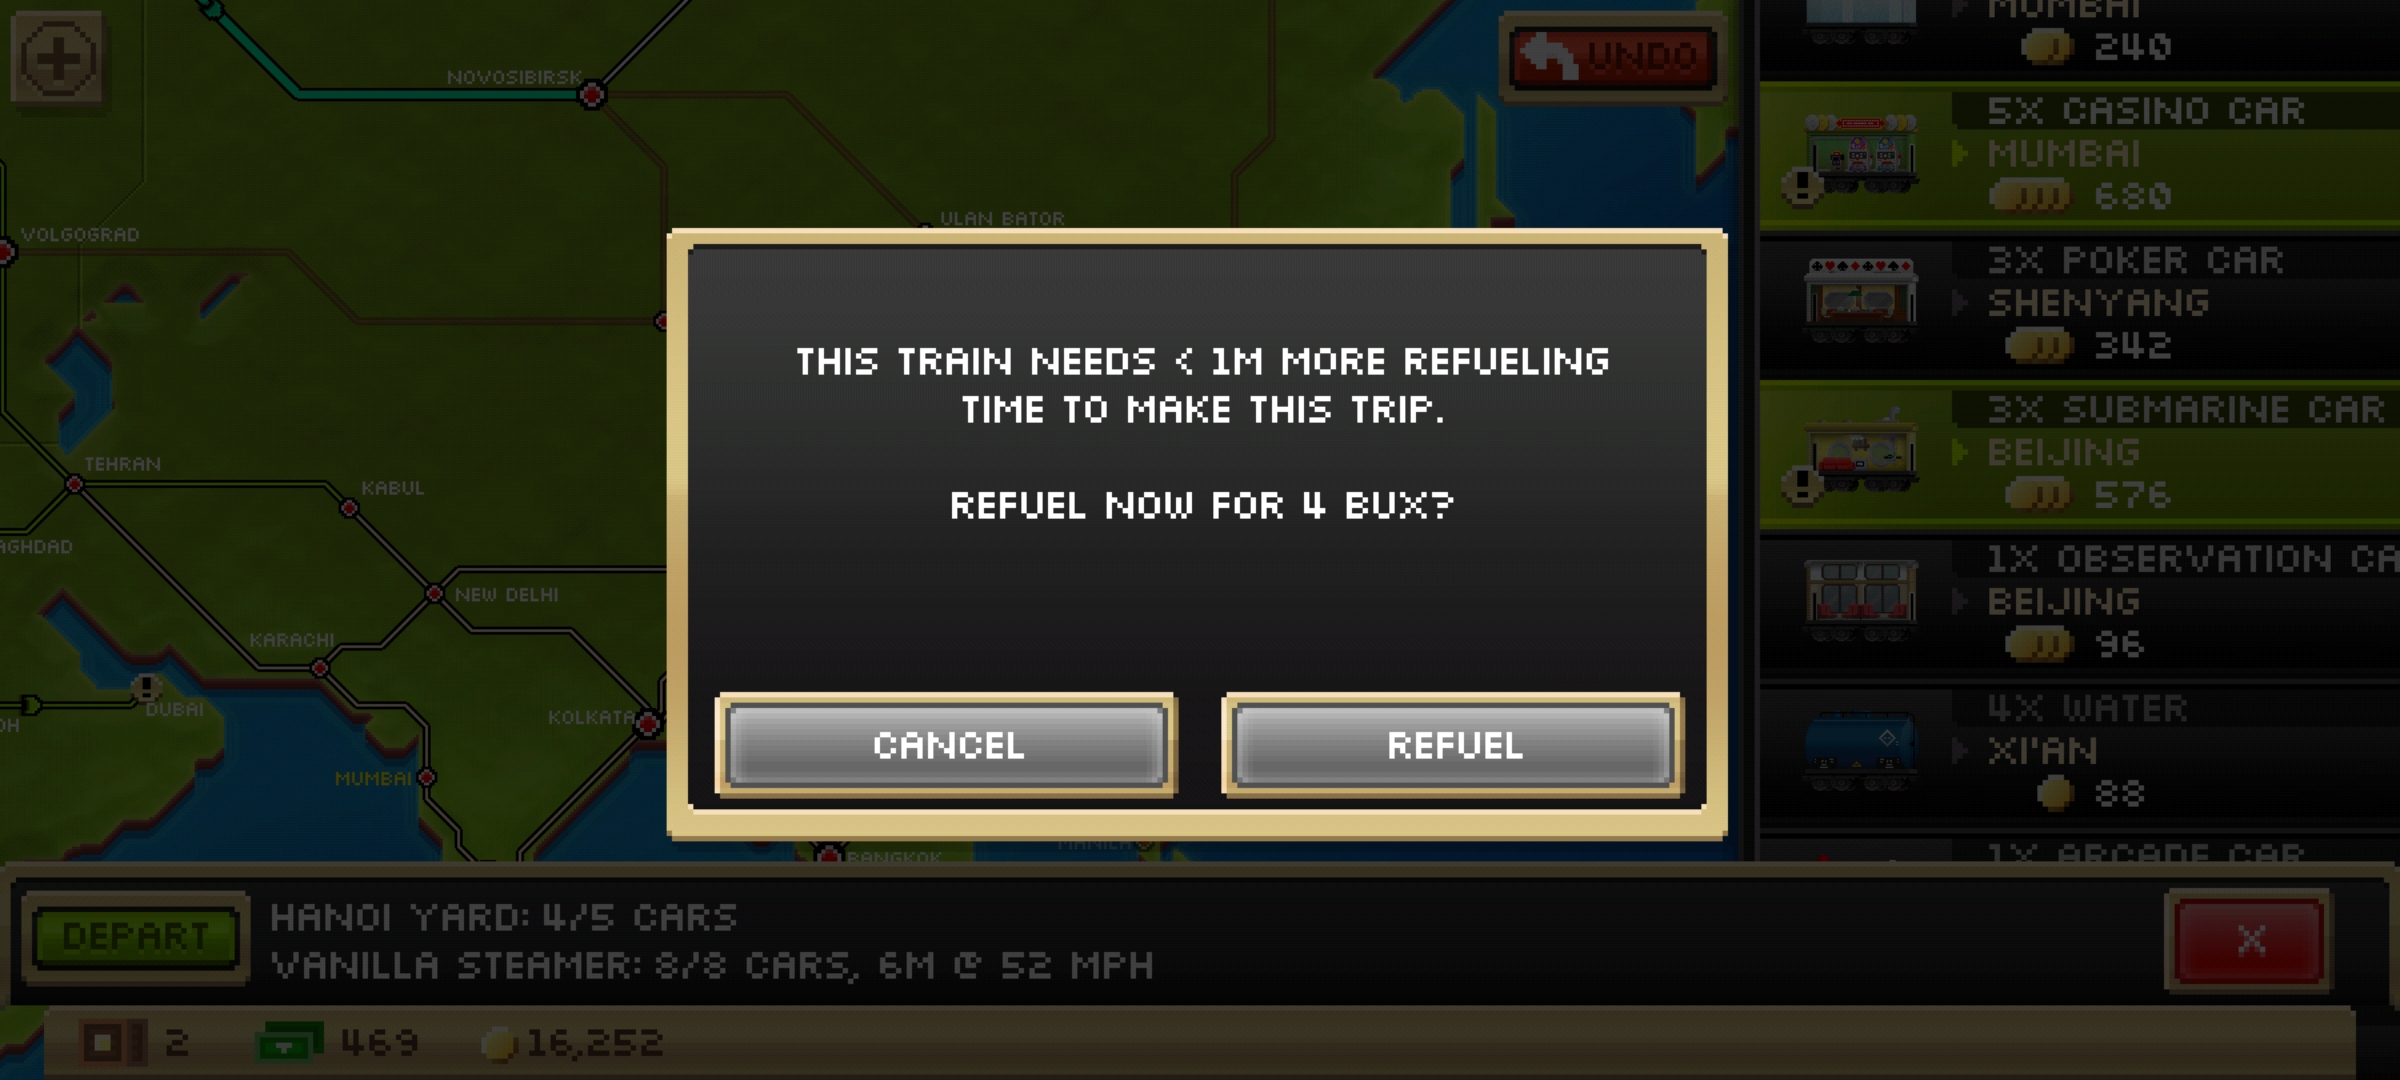 NOVOSIBIRSK
UNDO
VOLGOGRAD
ULAN BATOR
TEHRAN
KABUL
NEW DELHI
KARACHI
DUBAI
KOLKATA
MUMBAI
BANGKOK
MANILA
THIS TRAIN NEEDS < 1M MORE REFUELING
TIME TO MAKE THIS TRIP.
REFUEL NOW FOR 4 BUX?
CANCEL
REFUEL
MUMBAI
240
5X CASINO CAR
MUMBAI
680
3X POKER CAR
SHENYANG
342
3X SUBMARINE CAR
BEIJING
576
1X OBSERVATION CA
BEIJING
96
4X WATER
XI'AN
88
1X ARCADE CAR
DEPART
HANOI YARD: 4/5 CARS
VANILLA STEAMER: 8/8 CARS, 6M @ 52 MPH
X
2
469
16,252